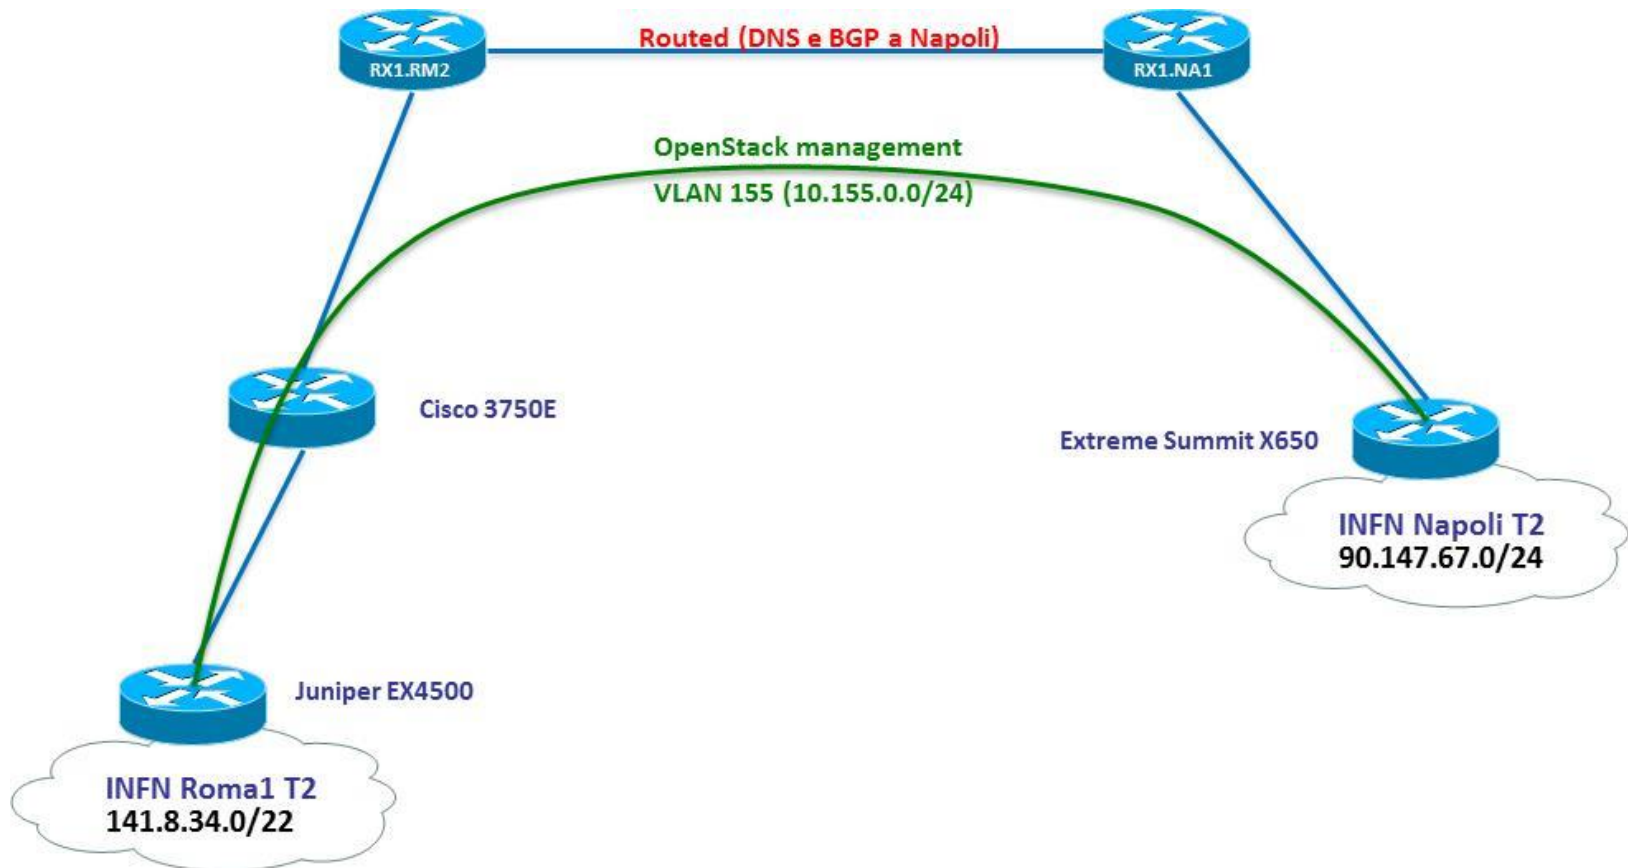 Routed (DNS e BGP a Napoli)
RX1.RM2
RX1.NA1
OpenStack management
VLAN 155 (10.155.0.0/24)
Cisco 3750E
Extreme Summit X650
INFN Napoli T2
90.147.67.0/24
Juniper EX4500
INFN Roma1 T2
141.8.34.0/22